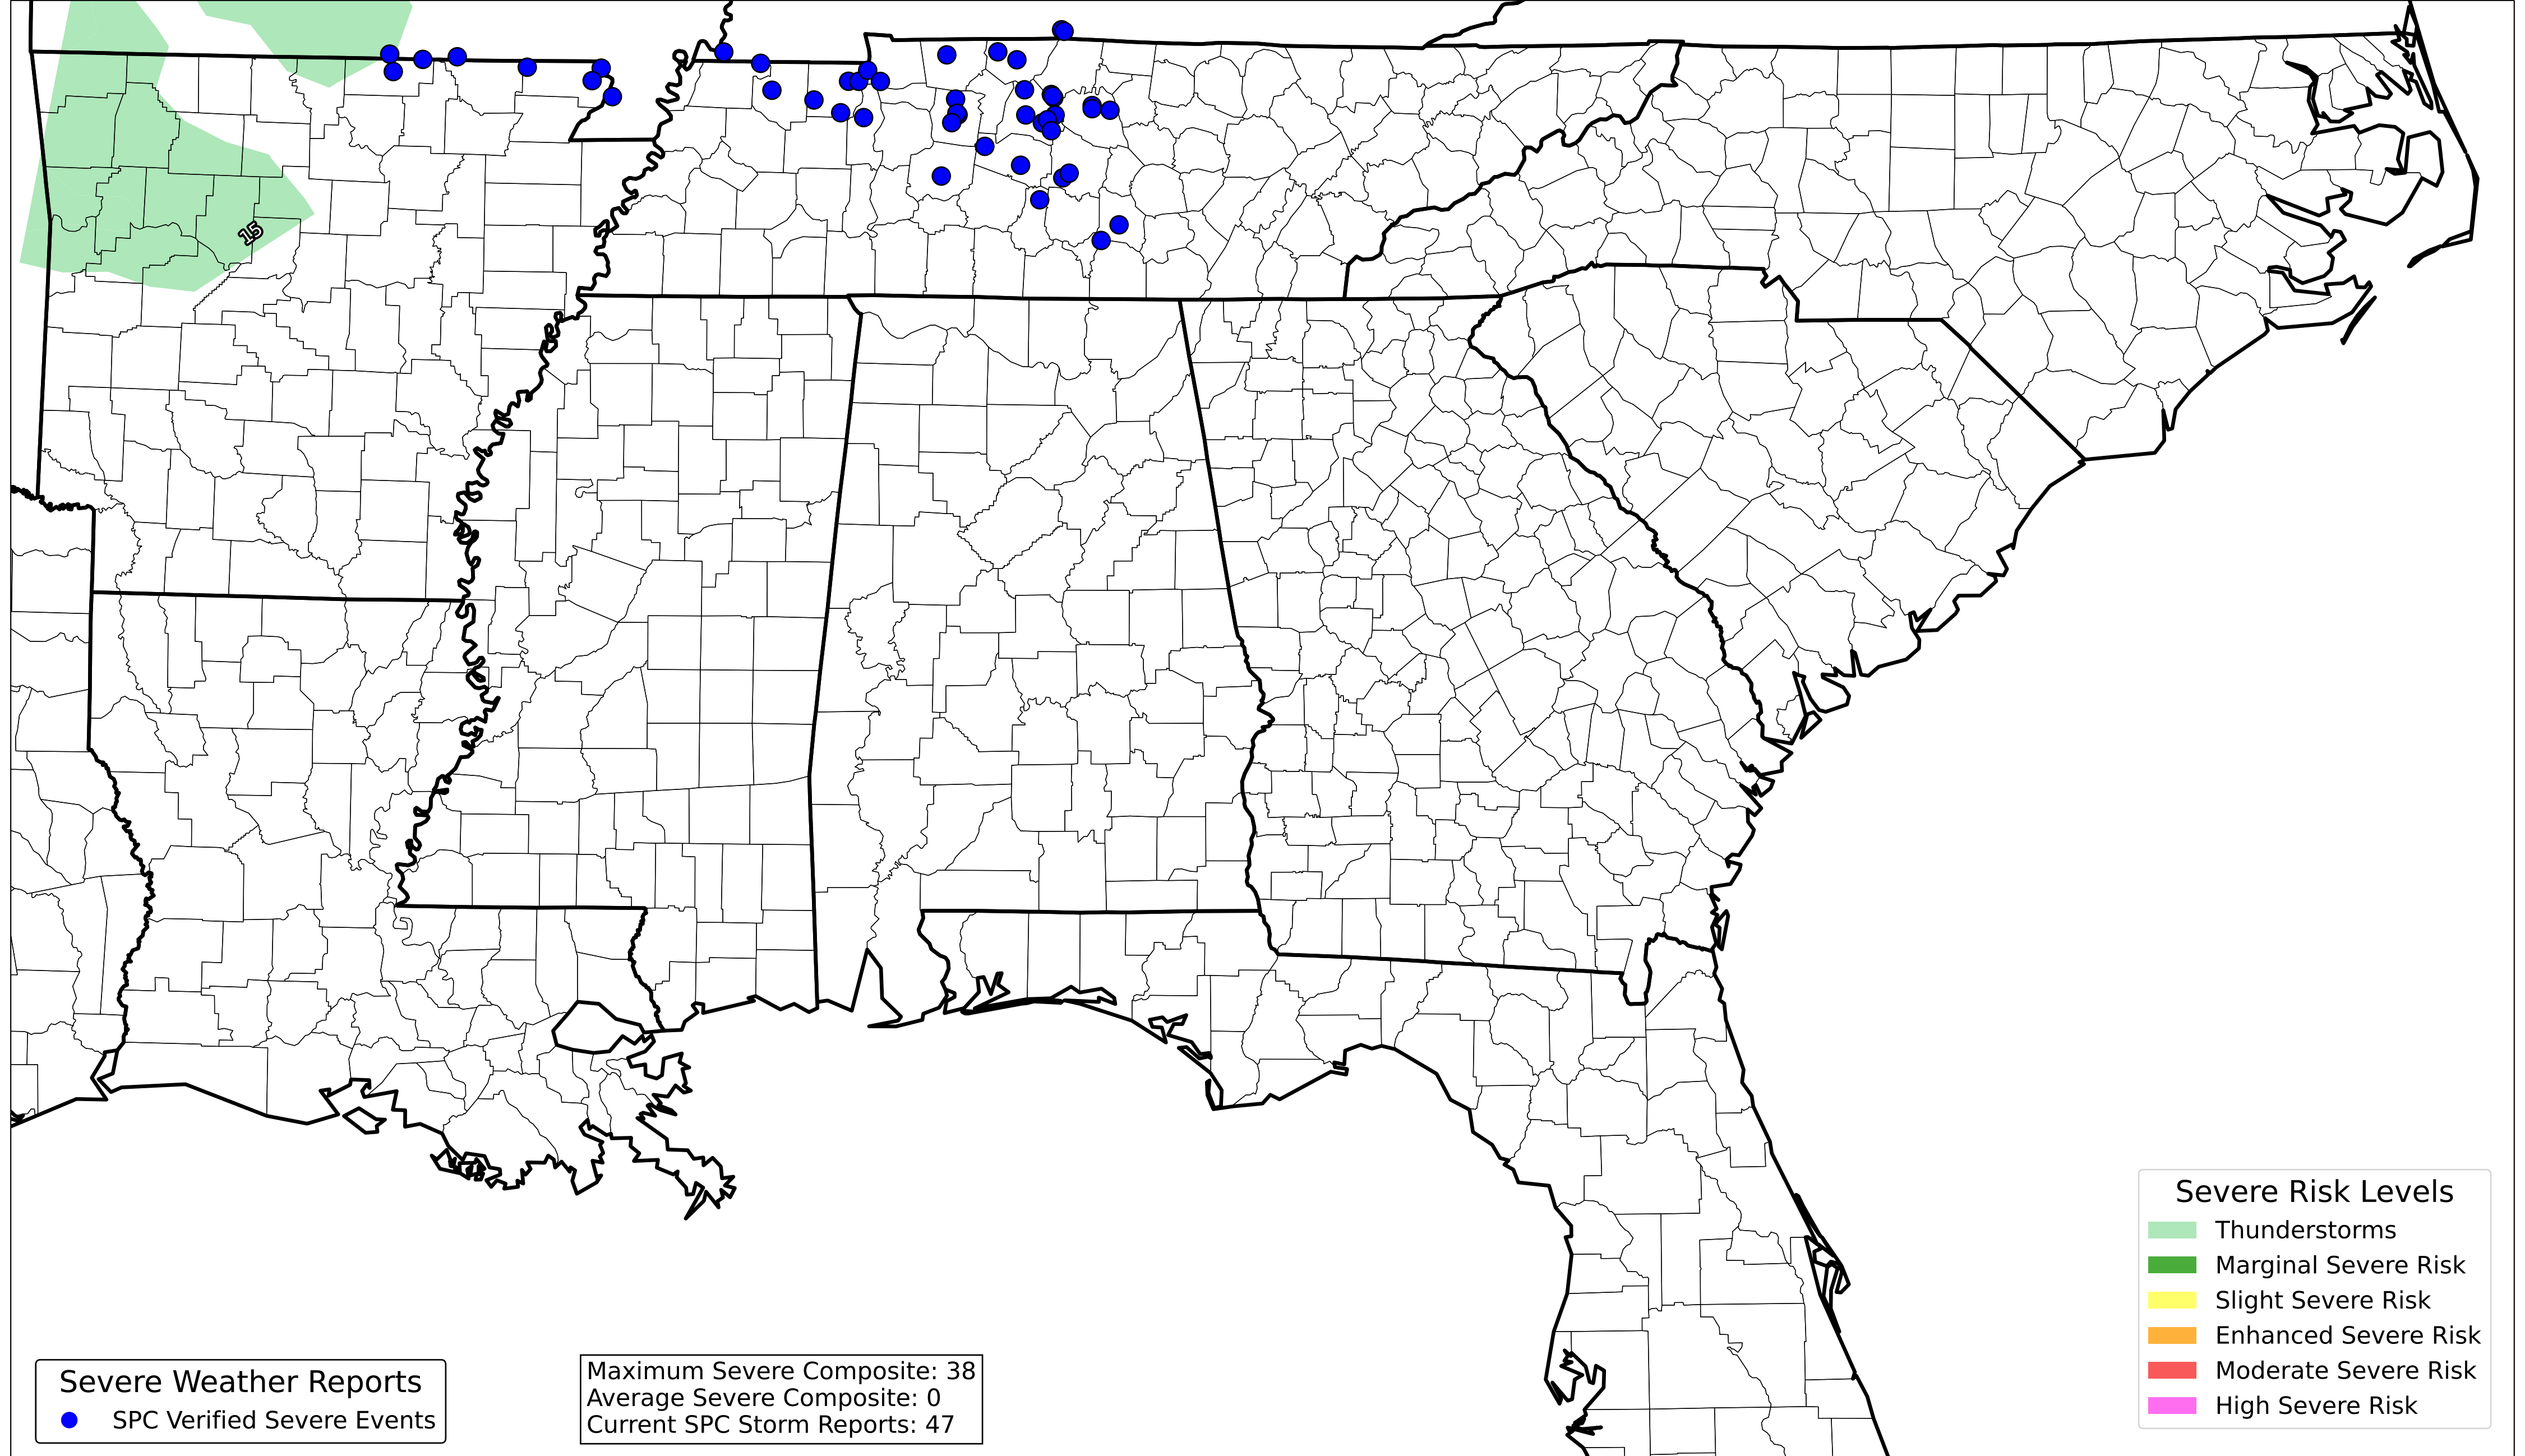 15
Severe Risk Levels
Thunderstorms
Marginal Severe Risk
Slight Severe Risk
Enhanced Severe Risk
Moderate Severe Risk
High Severe Risk
Severe Weather Reports
SPC Verified Severe Events
Maximum Severe Composite: 38
Average Severe Composite: 0
Current SPC Storm Reports: 47